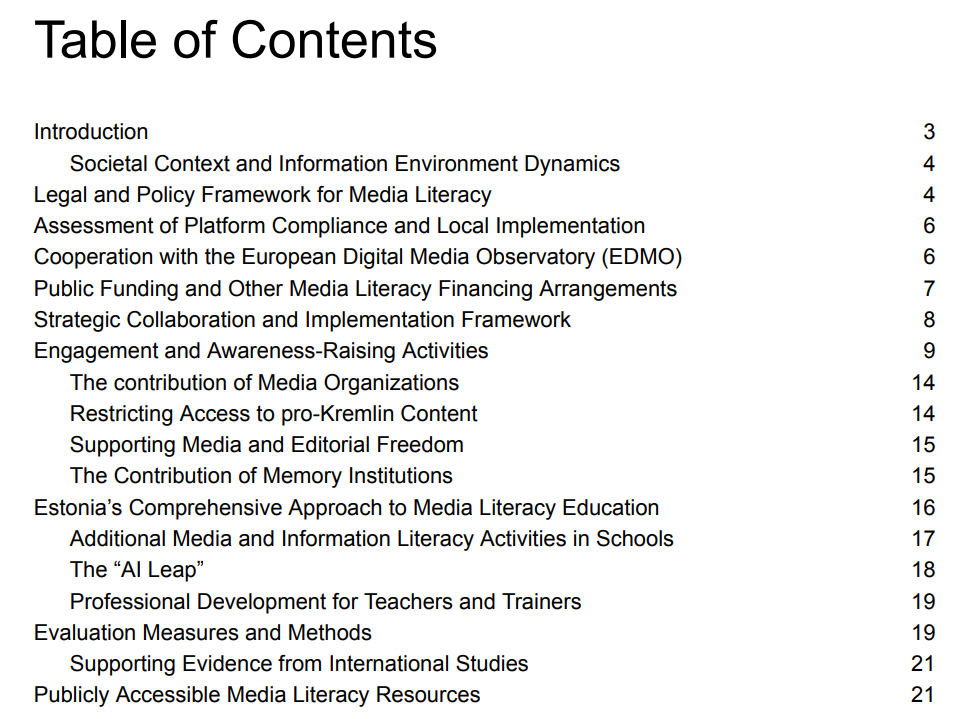 Table of Contents
Introduction 3
Societal Context and Information Environment Dynamics 4
Legal and Policy Framework for Media Literacy 4
Assessment of Platform Compliance and Local Implementation 6
Cooperation with the European Digital Media Observatory (EDMO) 6
Public Funding and Other Media Literacy Financing Arrangements 7
Strategic Collaboration and Implementation Framework 8
Engagement and Awareness-Raising Activities 9
The contribution of Media Organizations 14
Restricting Access to pro-Kremlin Content 14
Supporting Media and Editorial Freedom 15
The Contribution of Memory Institutions 15
Estonia’s Comprehensive Approach to Media Literacy Education 16
Additional Media and Information Literacy Activities in Schools 17
The “AI Leap” 18
Professional Development for Teachers and Trainers 19
Evaluation Measures and Methods 19
Supporting Evidence from International Studies 21
Publicly Accessible Media Literacy Resources 21